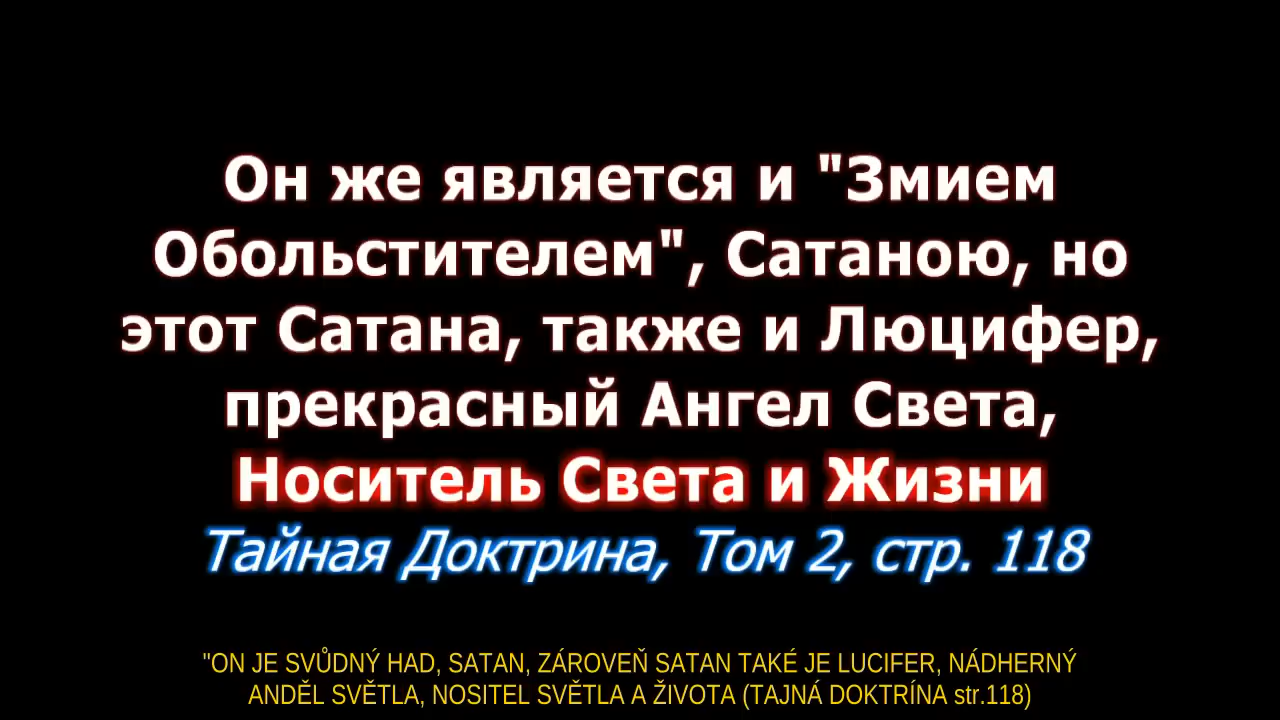 Он же является и "Змием
Обольстителем", Сатаною, но
этот Сатана, также и Люцифер,
прекрасный Ангел Света,
Носитель Света и Жизни
Тайная Доктрина, Том 2, стр. 118
"ON JE SVŮDNÝ HAD, SATAN, ZÁROVEŇ SATAN TAKÉ JE LUCIFER, NÁDHERNÝ
ANDĚL SVĚTLA, NOSITEL SVĚTLA A ŽIVOTA (TAJNÁ DOKTRÍNA str.118)